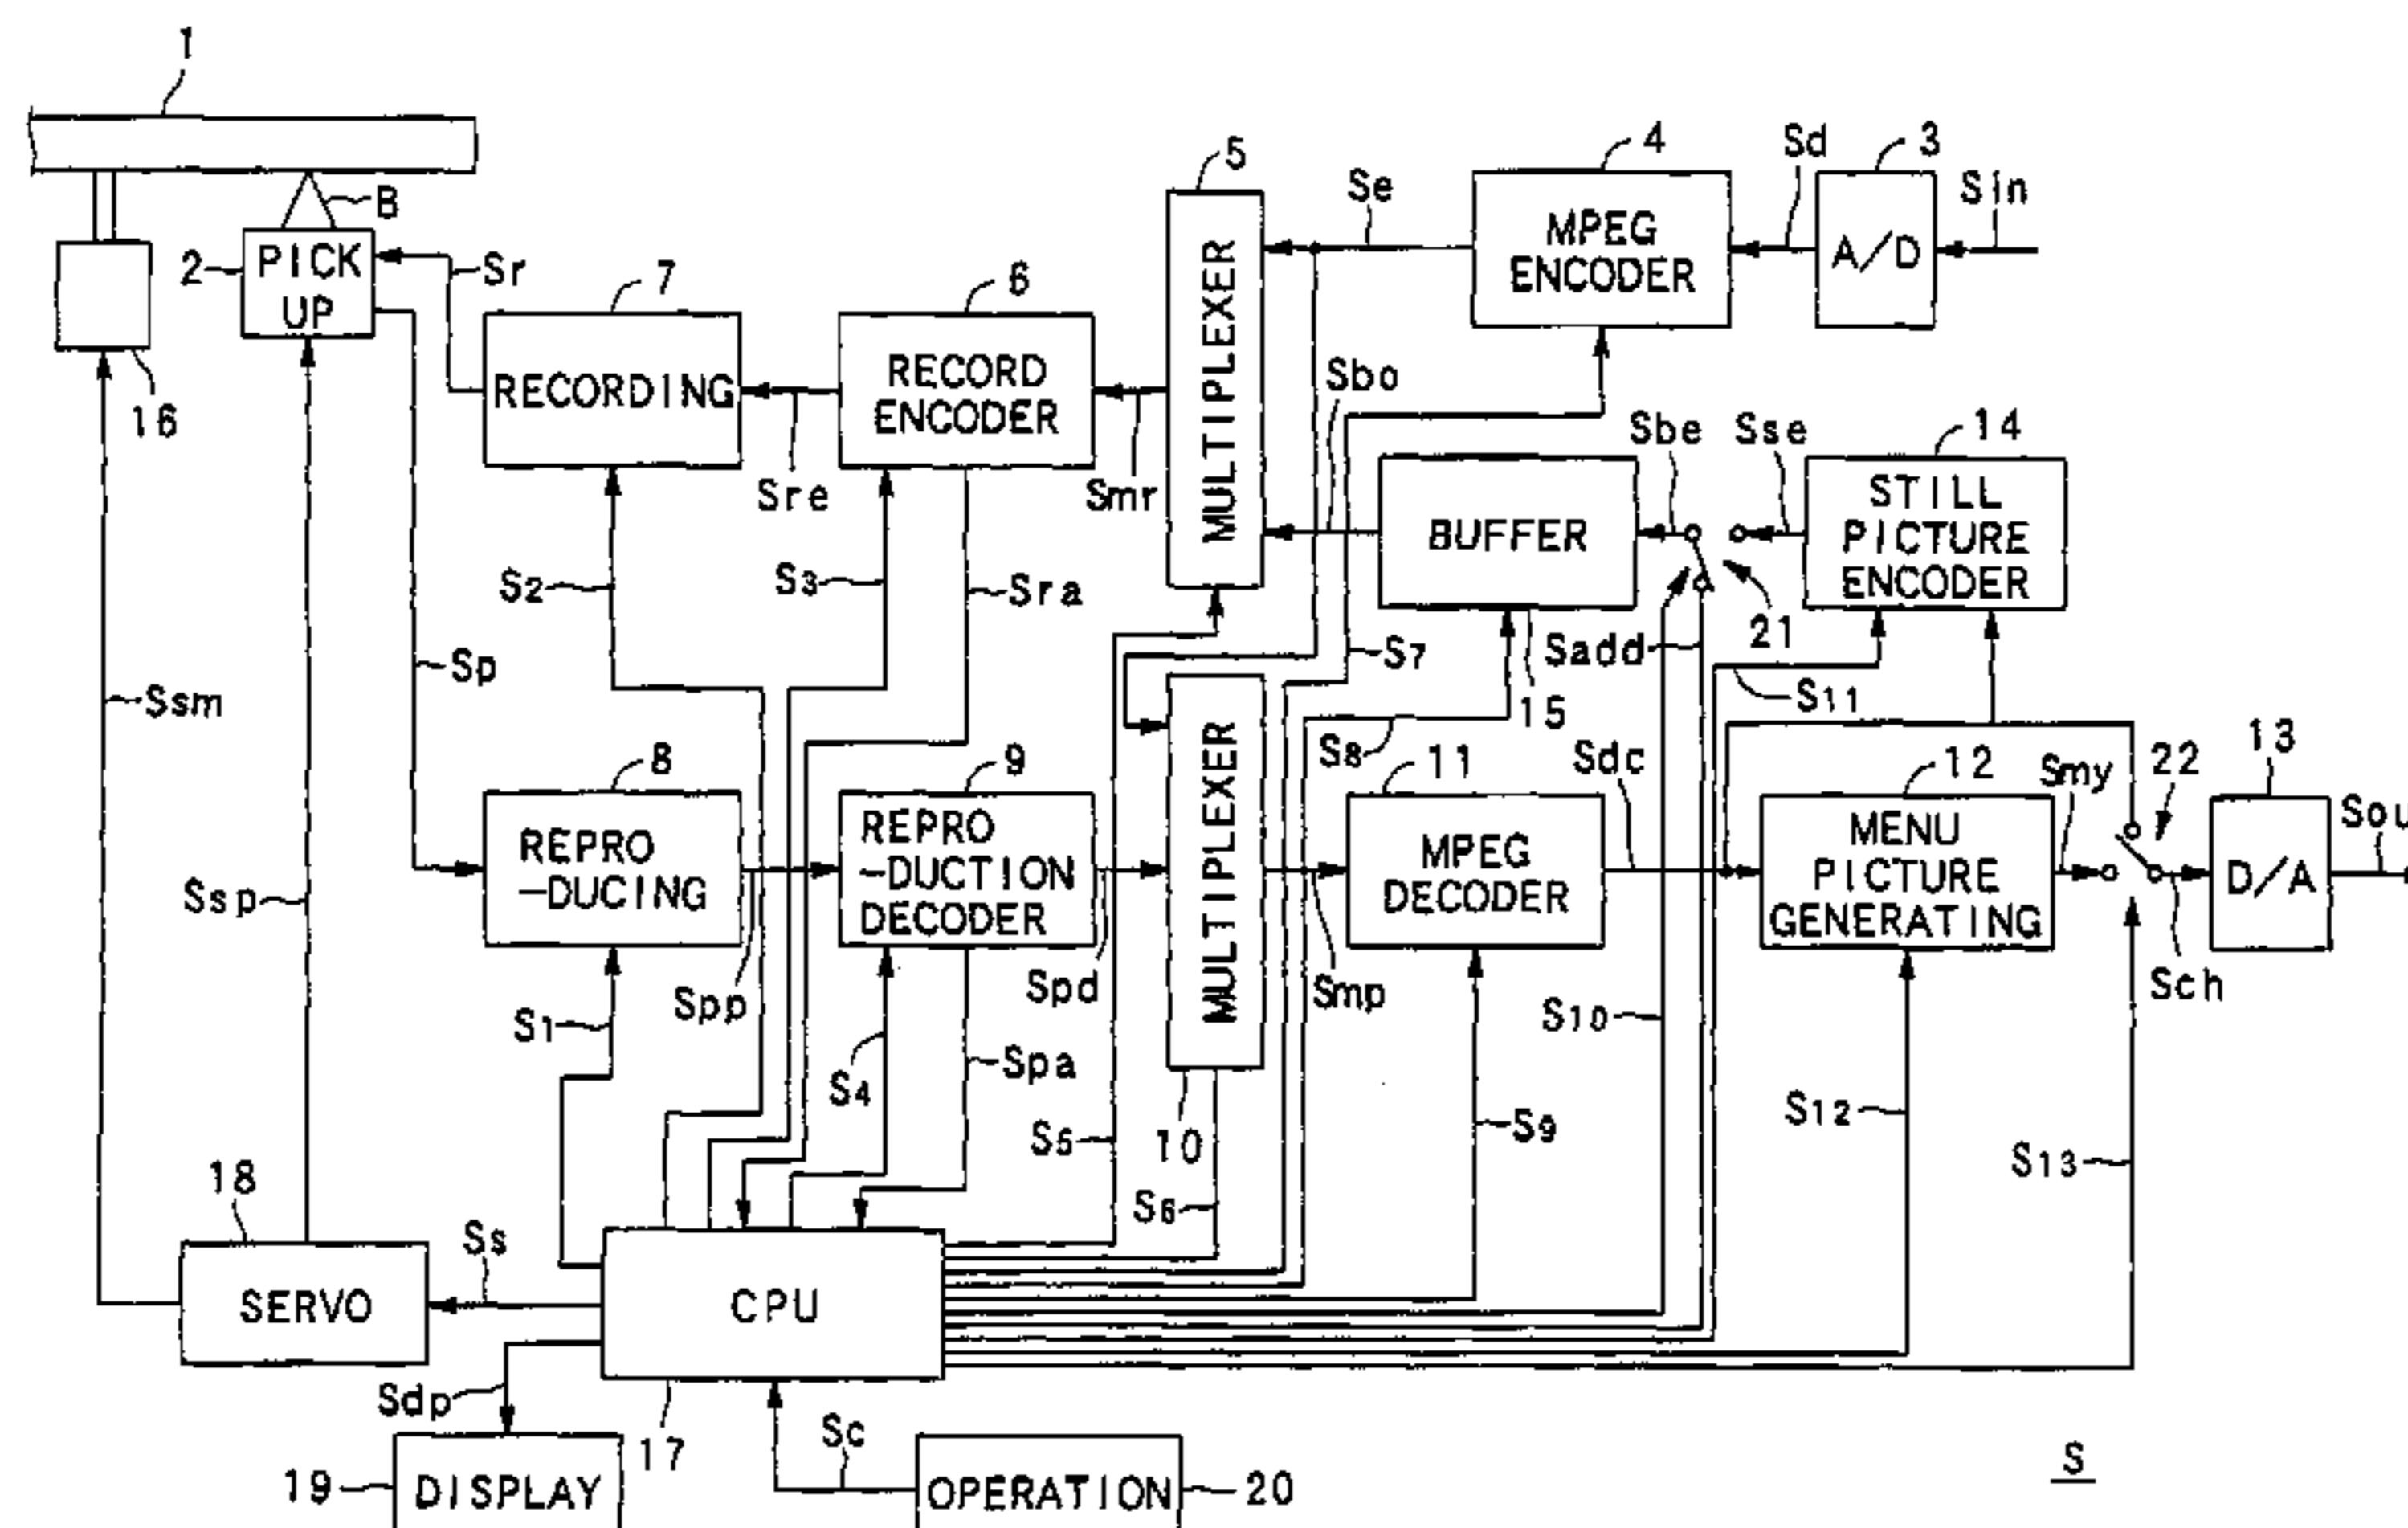 1
5
4
Sd
3
Sin
Se
B
2
PICK
UP
Sr
7
6
MPEG
ENCODER
A/D
MULTIPLEXER
RECORDING
RECORD
ENCODER
Sbo
16
Sre
Smr
Sbe
Sse
14
BUFFER
STILL
PICTURE
ENCODER
S2
S3
Sra
21
Sp
Ssm
S7
Sadd
S11
15
8
9
S8
11
Sdc
12
Smy
22
13
Sou
REPRO
-DUCING
REPRO
-DUCTION
DECODER
MULTIPLEXER
MPEG
DECODER
MENU
PICTURE
GENERATING
D/A
Ssp
Spp
Spd
Smp
Sch
S1
S4
Spa
S10
S5
10
S9
S12
S13
18
S6
Ss
SERVO
CPU
Sdp
17
Sc
S
19
DISPLAY
OPERATION
20